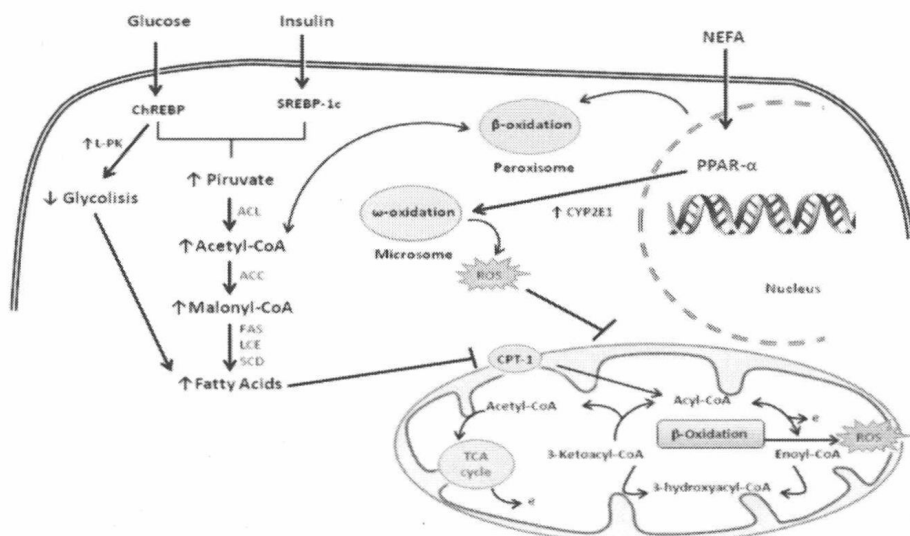 Glucose
Insulin
NEFA
ChREBP
SREBP-1c
↑L-PK
↓ Glycolisis
↑ Piruvate
ACL
↑ Acetyl-CoA
ACC
↑ Malonyl-CoA
FAS
LCE
SCD
↑ Fatty Acids
β-oxidation
Peroxisome
ω-oxidation
Microsome
↑ CYP2E1
ROS
PPAR-α
Nucleus
CPT-1
Acetyl-CoA
Acyl-CoA
e
TCA
cycle
e
β-Oxidation
ROS
3-Ketoacyl-CoA
Enoyl-CoA
3-hydroxyacyl-CoA